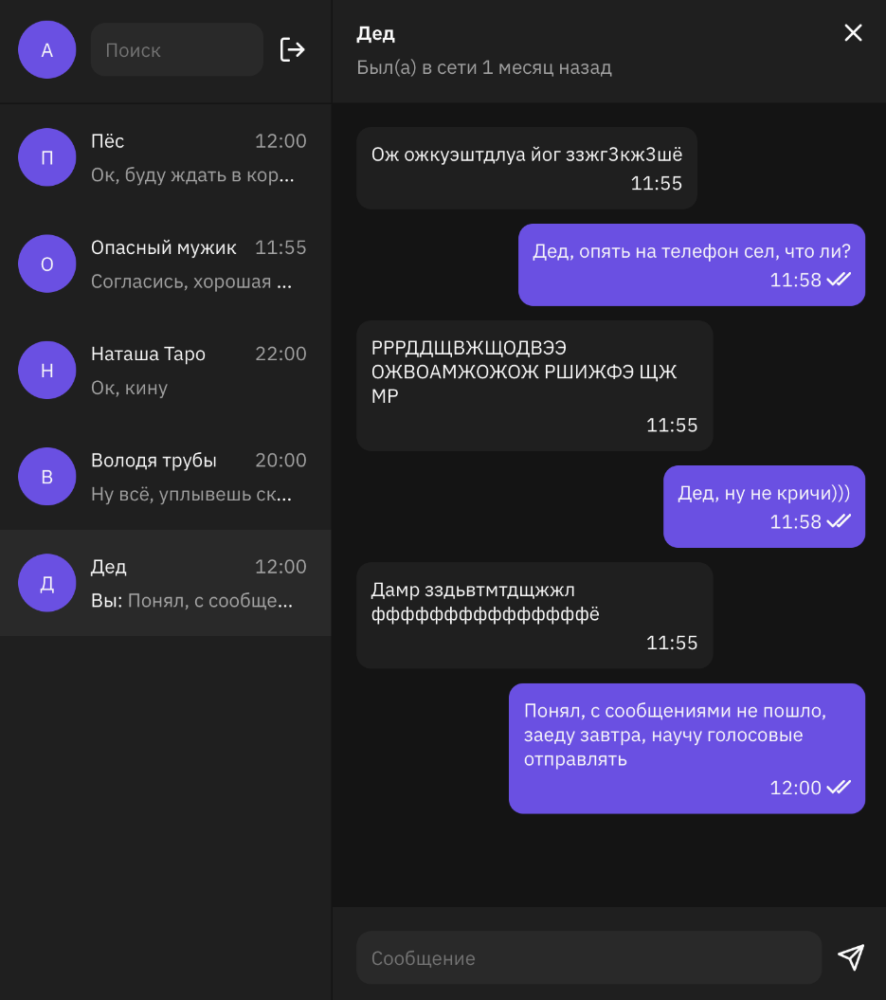 А
Поиск
П
Пёс 12:00
Ок, буду ждать в кор...
О
Опасный мужик 11:55
Согласись, хорошая ...
Н
Наташа Таро 22:00
Ок, кину
В
Володя трубы 20:00
Ну всё, уплывешь ск...
Д
Дед 12:00
Вы: Понял, с сообще...
Дед
Был(а) в сети 1 месяц назад
Ож ожкуэштдлуа йог ззжг3кж3шё
11:55
Дед, опять на телефон сел, что ли?
11:58
РРРДДЩВЖЩОДВЭЭ
ОЖВОАМЖОЖОЖ РШИЖФЭ ЩЖ
МР
11:55
Дед, ну не кричи)))
11:58
Дамр зздьвтмтдщжжл
ффффффффффффффффё
11:55
Понял, с сообщениями не пошло,
заеду завтра, научу голосовые
отправлять
12:00
Сообщение